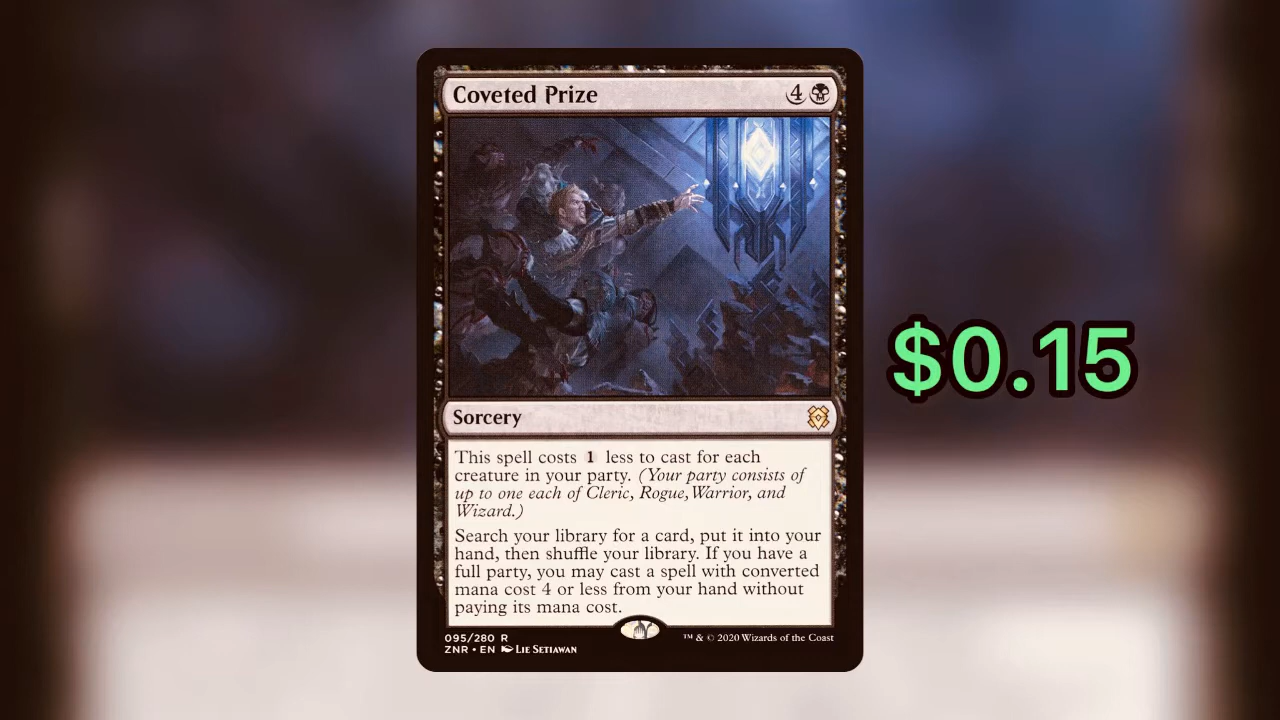 Coveted Prize 4
$0.15
Sorcery
This spell costs 1 less to cast for each
creature in your party. (Your party consists of
up to one each of Cleric, Rogue, Warrior, and
Wizard.)
Search your library for a card, put it into your
hand, then shuffle your library. If you have a
full party, you may cast a spell with converted
mana cost 4 or less from your hand without
paying its mana cost.
095/280 R
ZNR • EN LIE SETIAWAN
™ & © 2020 Wizards of the Coast